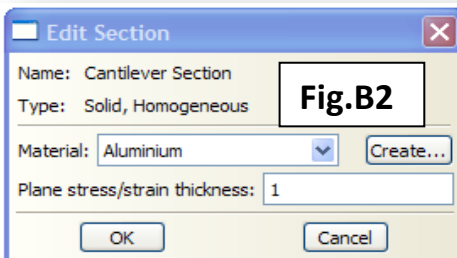 Edit Section
Name: Cantilever Section
Type: Solid, Homogeneous
Fig.B2
Material: Aluminium Create...
Plane stress/strain thickness: 1
OK Cancel